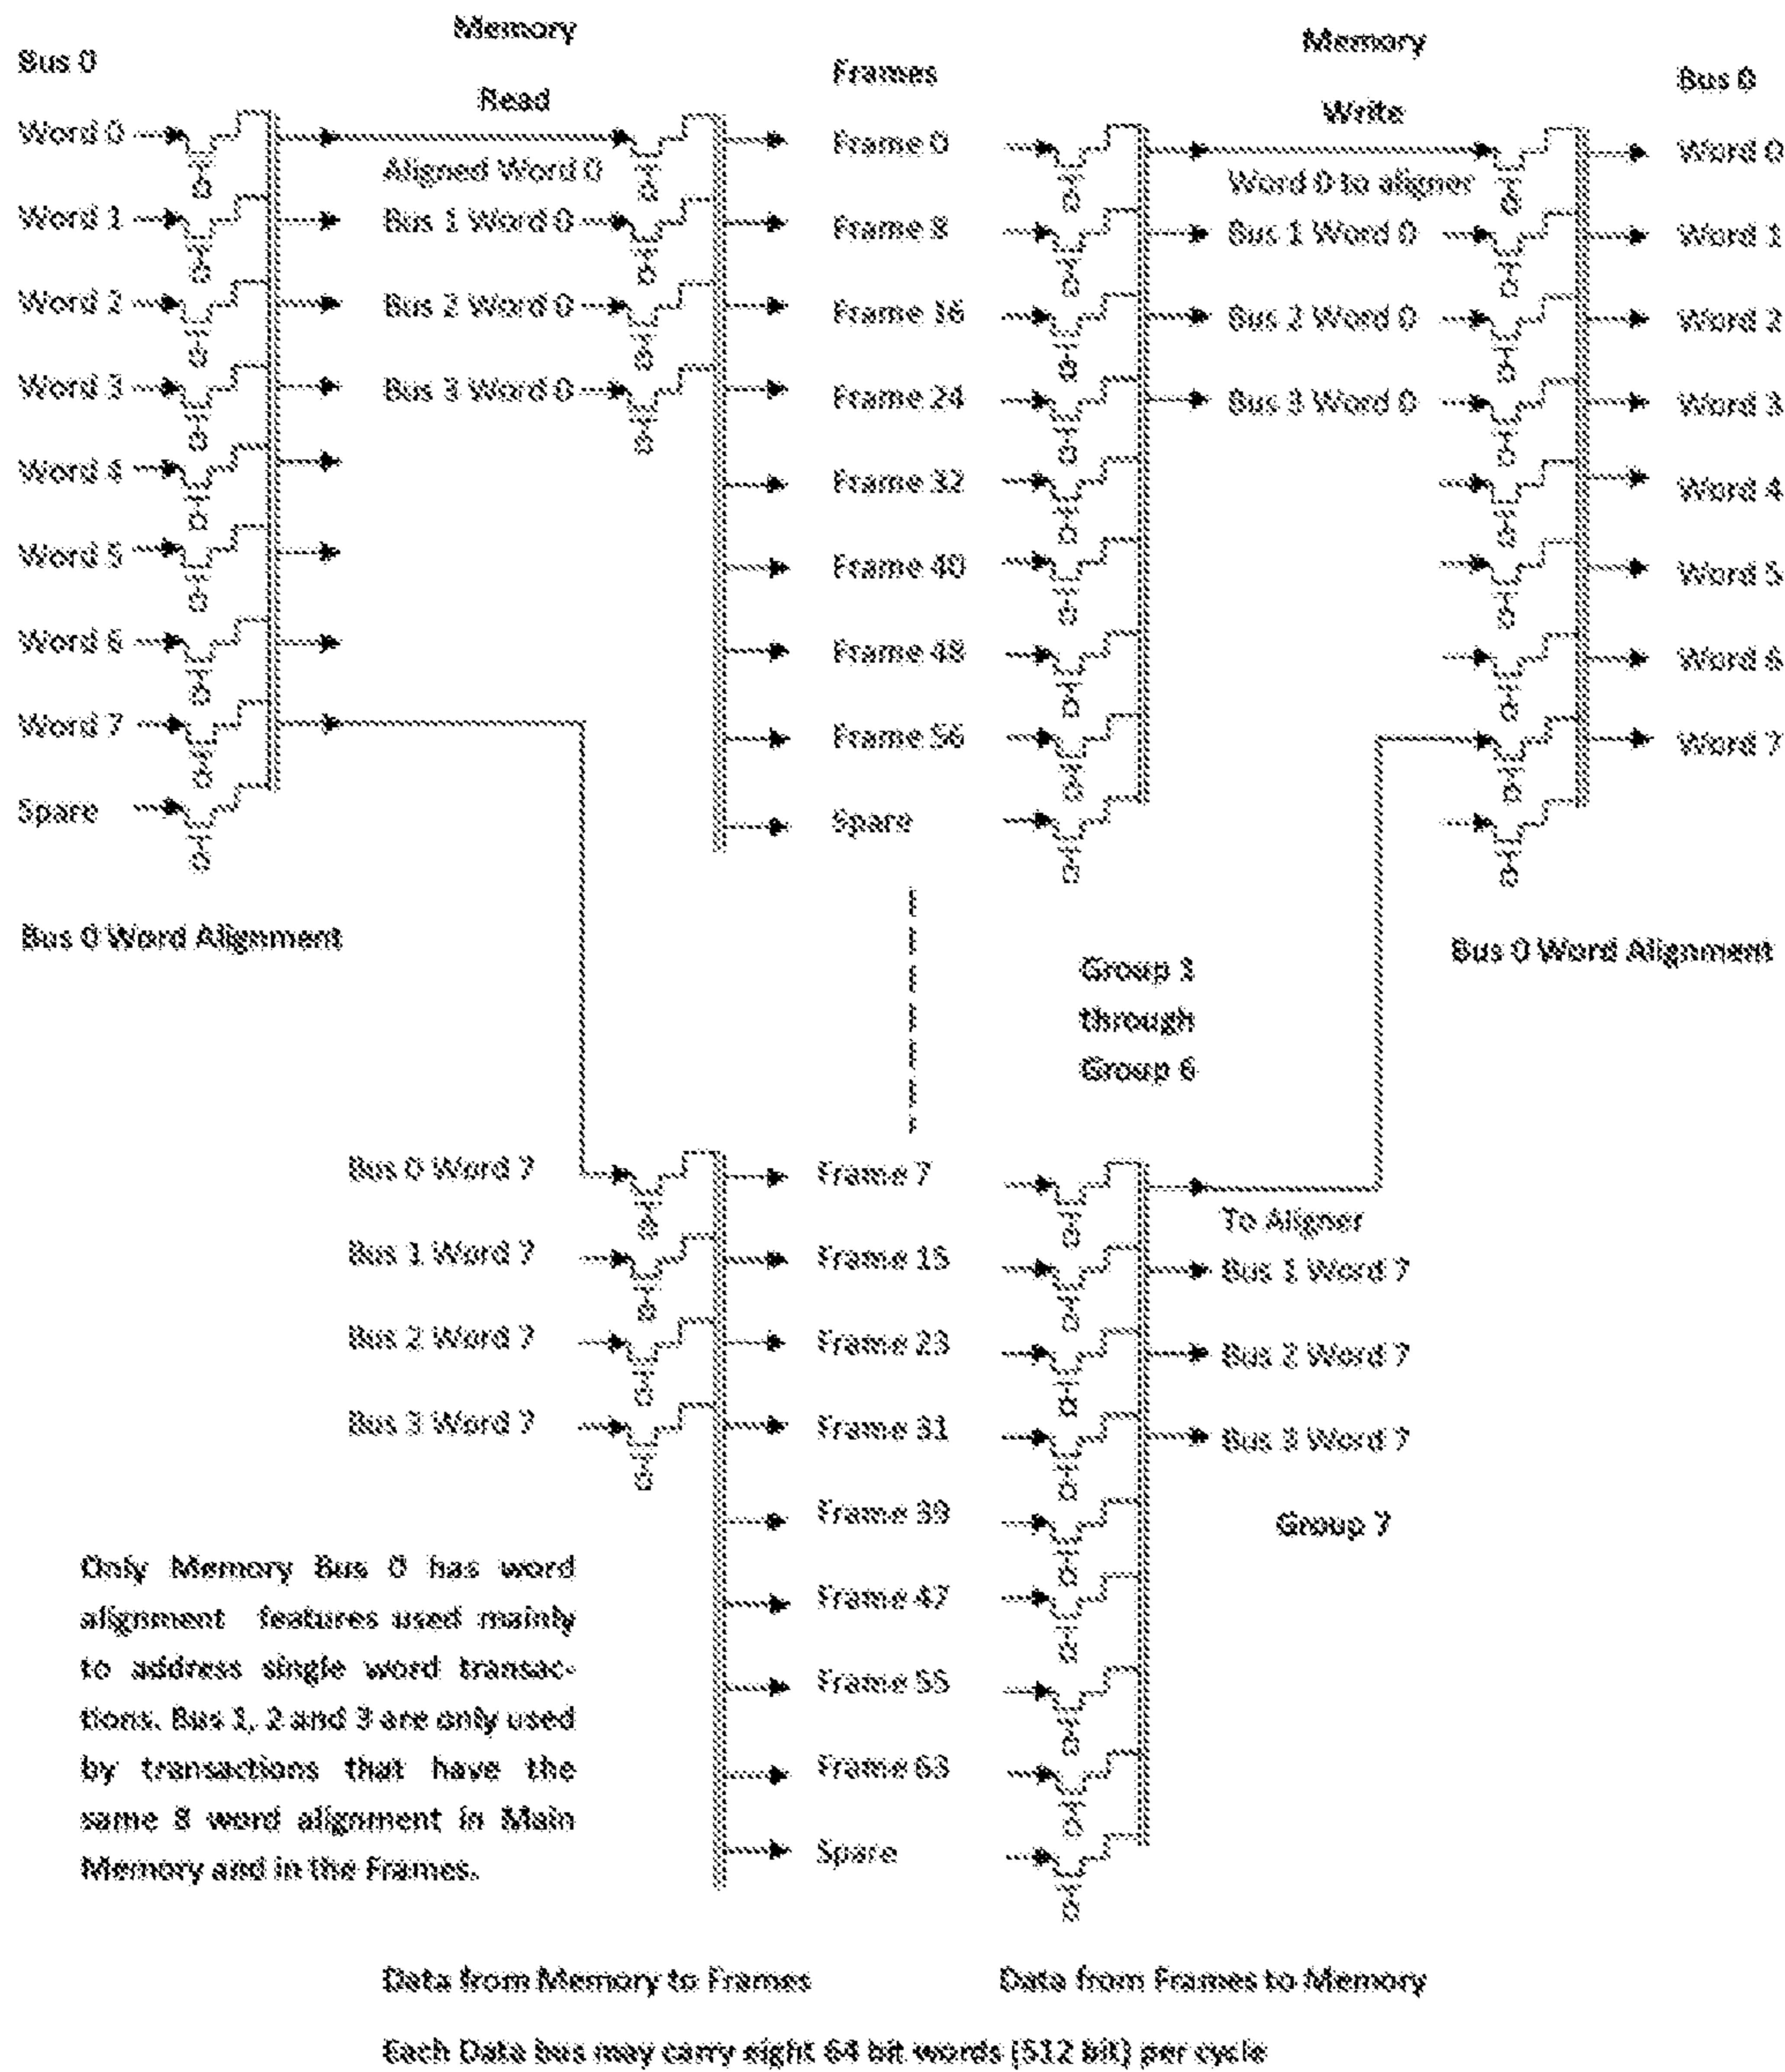 Memory
Memory
Bus 0
Frames
Bus 0
Read
Write
Word 0
Frame 0
Word 0
Aligned Word 0
Word 0 to aligner
Word 1
Bus 1 Word 0
Frame 8
Bus 1 Word 0
Word 1
Word 2
Bus 2 Word 0
Frame 16
Bus 2 Word 0
Word 2
Word 3
Bus 3 Word 0
Frame 24
Bus 3 Word 0
Word 3
Word 4
Frame 32
Word 4
Word 5
Frame 40
Word 5
Word 6
Frame 48
Word 6
Word 7
Frame 56
Word 7
Spare
Spare
Bus 0 Word Alignment
Bus 0 Word Alignment
Group 1
through
Group 6
Bus 0 Word 7
Frame 7
To Aligner
Bus 1 Word 7
Frame 15
Bus 1 Word 7
Bus 2 Word 7
Frame 23
Bus 2 Word 7
Bus 3 Word 7
Frame 31
Bus 3 Word 7
Frame 39
Group 7
Frame 47
Frame 55
Frame 63
Spare
Only Memory Bus 0 has word
alignment features used mainly
to address single word transac-
tions. Bus 1, 2 and 3 are only used
by transactions that have the
same 8 word alignment in Main
Memory and in the Frames.
Data from Memory to Frames
Data from Frames to Memory
Each Data bus may carry eight 64 bit words (512 bit) per cycle